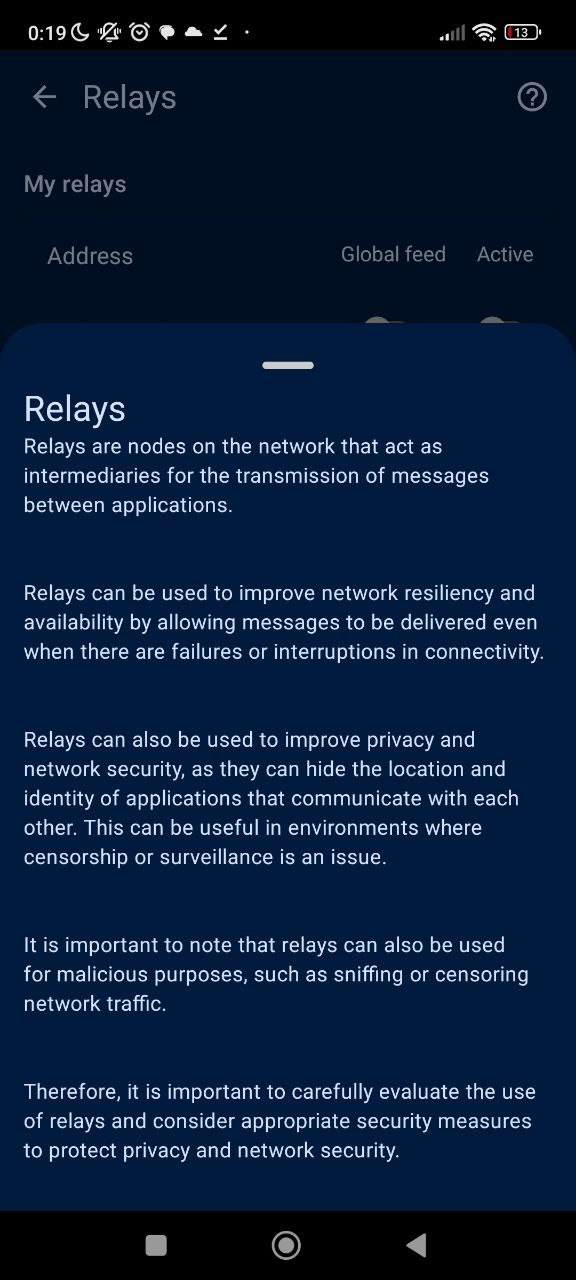 0:19
13
Relays
My relays
Address Global feed Active
Relays
Relays are nodes on the network that act as
intermediaries for the transmission of messages
between applications.
Relays can be used to improve network resiliency and
availability by allowing messages to be delivered even
when there are failures or interruptions in connectivity.
Relays can also be used to improve privacy and
network security, as they can hide the location and
identity of applications that communicate with each
other. This can be useful in environments where
censorship or surveillance is an issue.
It is important to note that relays can also be used
for malicious purposes, such as sniffing or censoring
network traffic.
Therefore, it is important to carefully evaluate the use
of relays and consider appropriate security measures
to protect privacy and network security.